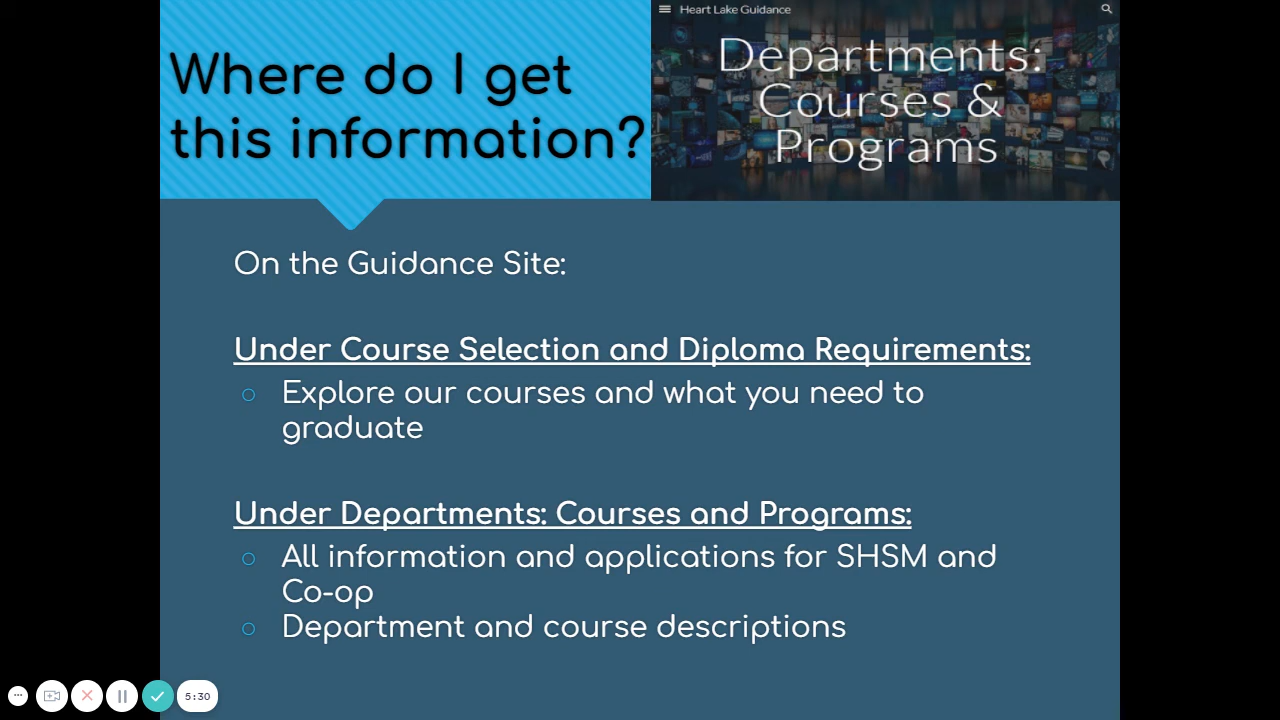 Where do I get
this information?
Heart Lake Guidance
Departments:
Courses &
Programs
On the Guidance Site:
Under Course Selection and Diploma Requirements:
Explore our courses and what you need to
graduate
Under Departments: Courses and Programs:
All information and applications for SHSM and
Co-op
Department and course descriptions
5:30